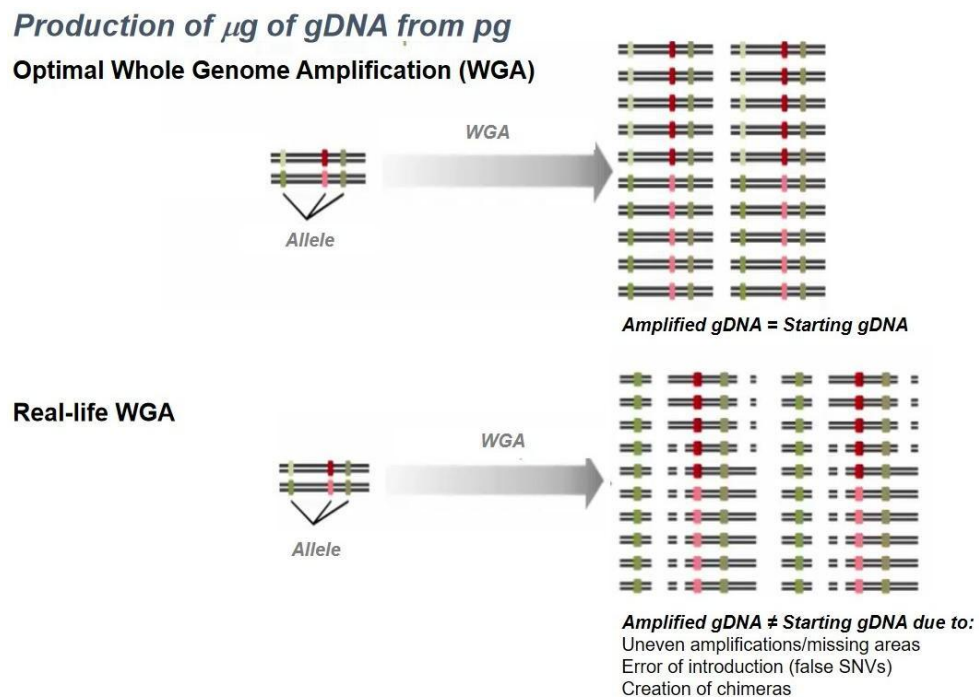 Production of μg of gDNA from pg
Optimal Whole Genome Amplification (WGA)
WGA
Allele
Amplified gDNA = Starting gDNA
Real-life WGA
WGA
Allele
Amplified gDNA ≠ Starting gDNA due to:
Uneven amplifications/missing areas
Error of introduction (false SNVs)
Creation of chimeras